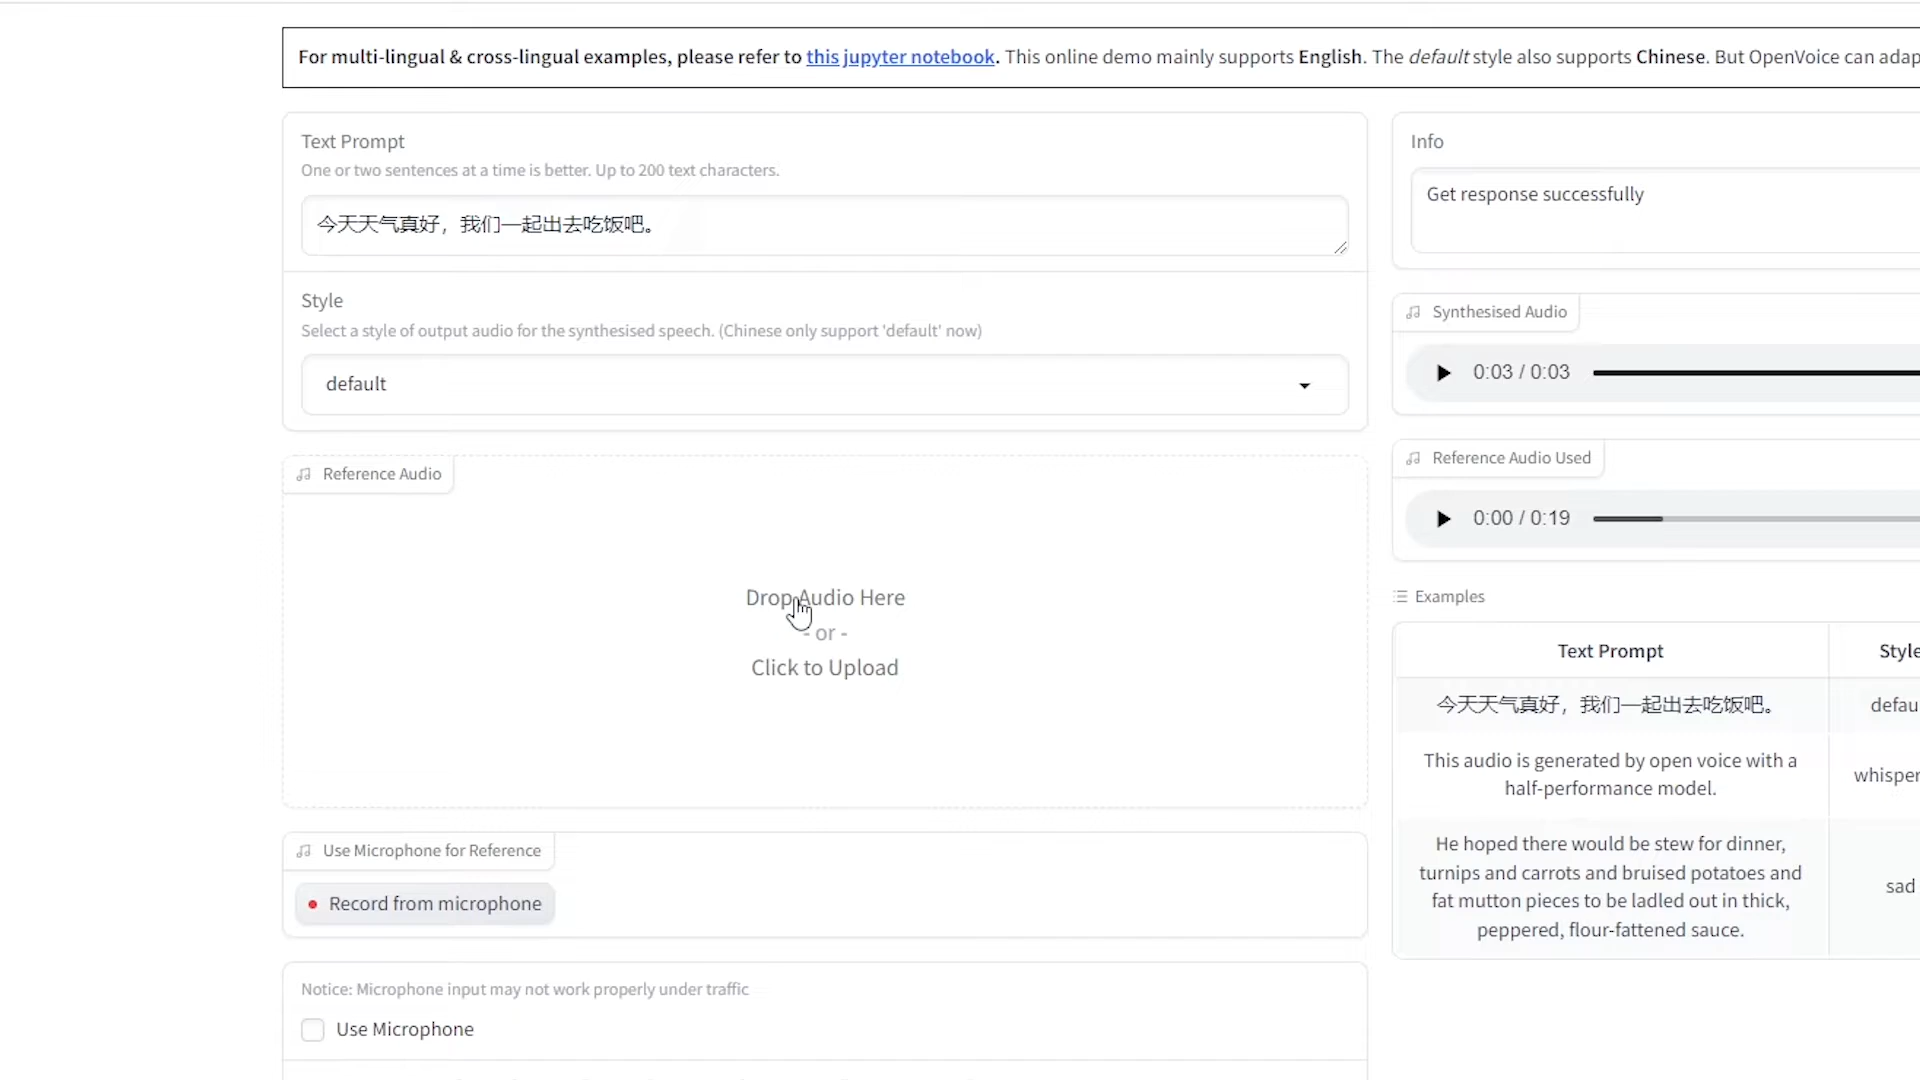 For multi-lingual & cross-lingual examples, please refer to this jupyter notebook. This online demo mainly supports English. The default style also supports Chinese. But OpenVoice can adap
Text Prompt
One or two sentences at a time is better. Up to 200 text characters.
今天天气真好，我们一起出去吃饭吧。
Style
Select a style of output audio for the synthesised speech. (Chinese only support 'default' now)
default
Reference Audio
Drop Audio Here
- or -
Click to Upload
Use Microphone for Reference
Record from microphone
Notice: Microphone input may not work properly under traffic
Use Microphone
Info
Get response successfully
Synthesised Audio
0:03 / 0:03
Reference Audio Used
0:00 / 0:19
Examples
Text Prompt
Style
今天天气真好，我们一起出去吃饭吧。
defau
This audio is generated by open voice with a
half-performance model.
whisper
He hoped there would be stew for dinner,
turnips and carrots and bruised potatoes and
fat mutton pieces to be ladled out in thick,
peppered, flour-fattened sauce.
sad